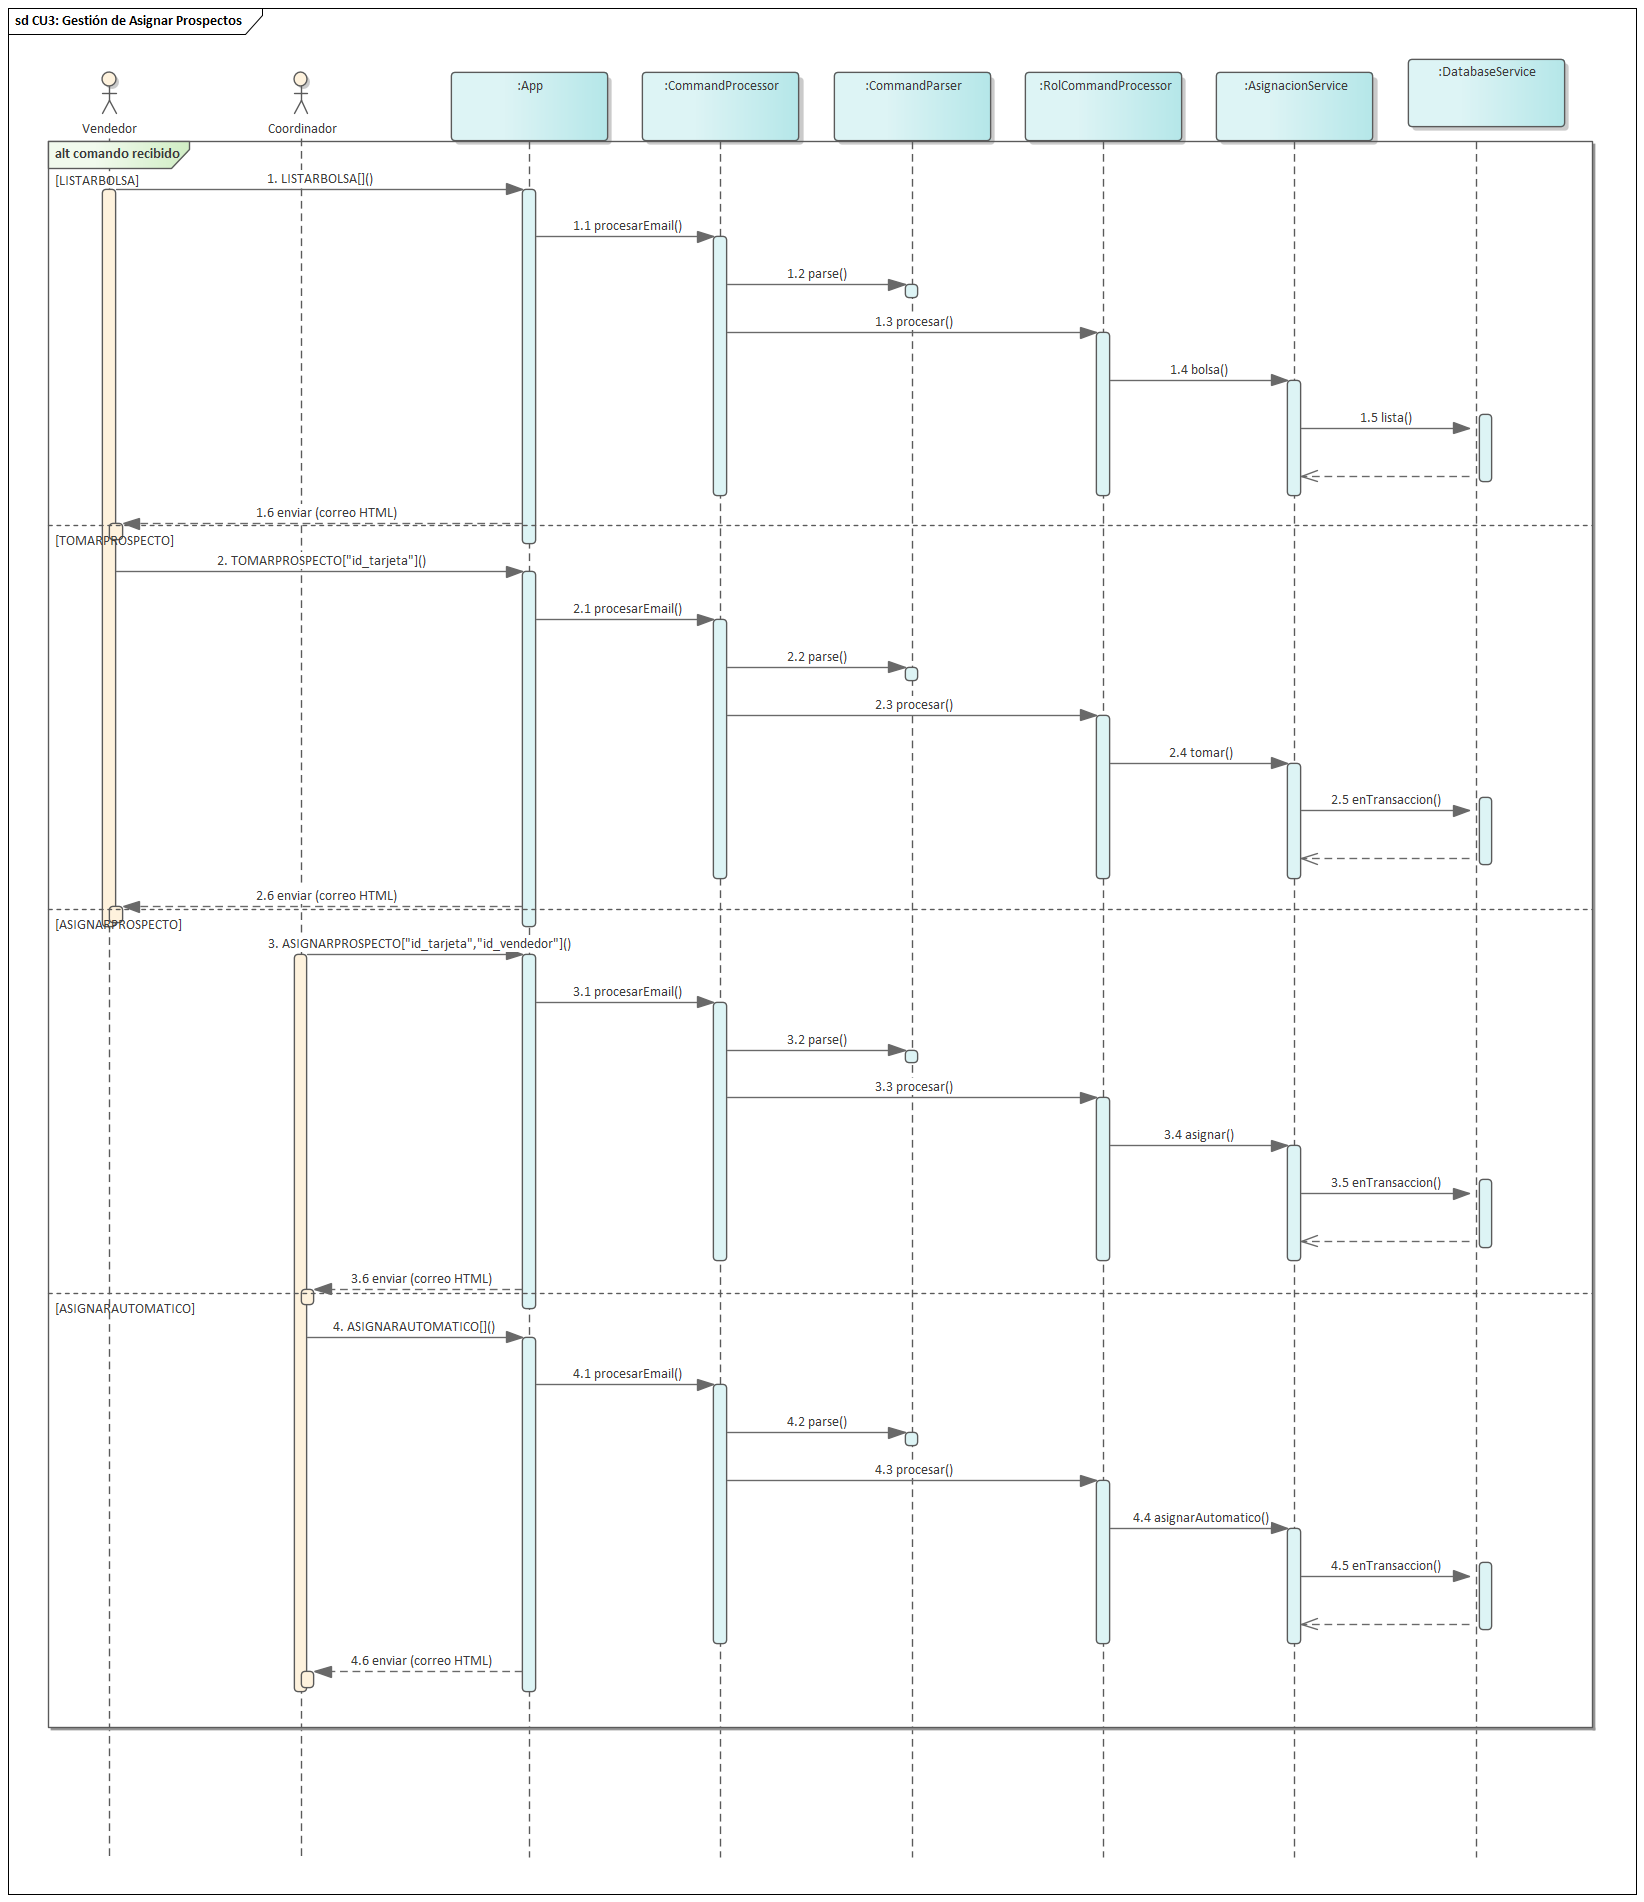 sd CU3: Gestión de Asignar Prospectos
:App
:CommandProcessor
:CommandParser
:RolCommandProcessor
:AsignacionService
:DatabaseService
Vendedor
Coordinador
alt comando recibido
[LISTARBOLSA]
1. LISTARBOLSA[]()
1.1 procesarEmail()
1.2 parse()
1.3 procesar()
1.4 bolsa()
1.5 lista()
1.6 enviar (correo HTML)
[TOMARPROSPECTO]
2. TOMARPROSPECTO["id_tarjeta"]()
2.1 procesarEmail()
2.2 parse()
2.3 procesar()
2.4 tomar()
2.5 enTransaccion()
2.6 enviar (correo HTML)
[ASIGNARPROSPECTO]
3. ASIGNARPROSPECTO["id_tarjeta","id_vendedor"]()
3.1 procesarEmail()
3.2 parse()
3.3 procesar()
3.4 asignar()
3.5 enTransaccion()
3.6 enviar (correo HTML)
[ASIGNARAUTOMATICO]
4. ASIGNARAUTOMATICO[]()
4.1 procesarEmail()
4.2 parse()
4.3 procesar()
4.4 asignarAutomatico()
4.5 enTransaccion()
4.6 enviar (correo HTML)